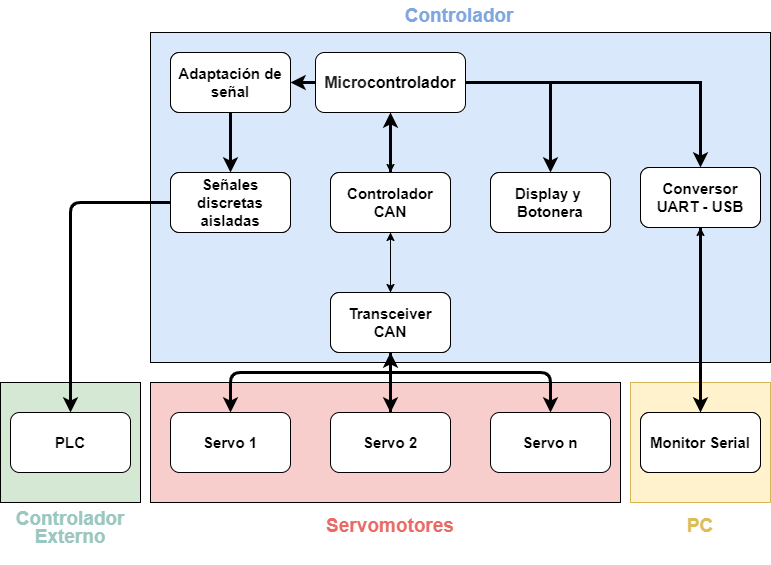 Controlador
Adaptación de
señal
Microcontrolador
Señales
discretas
aisladas
Controlador
CAN
Display y
Botonera
Conversor
UART - USB
Transceiver
CAN
PLC
Servo 1
Servo 2
Servo n
Monitor Serial
Controlador
Externo
Servomotores
PC